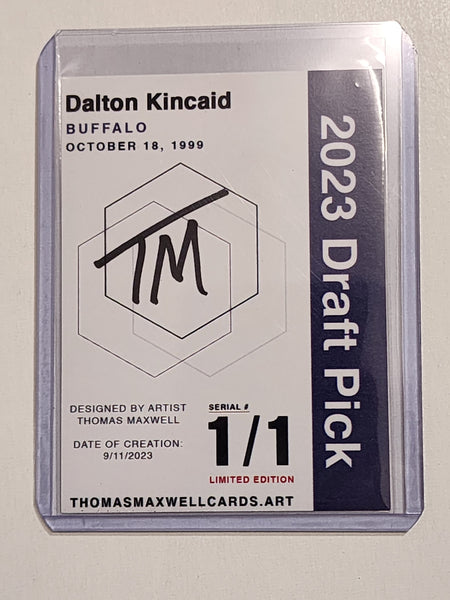 Dalton Kincaid
BUFFALO
OCTOBER 18, 1999
2023 Draft Pick
TM
DESIGNED BY ARTIST
THOMAS MAXWELL
DATE OF CREATION:
9/11/2023
SERIAL #
1/1
LIMITED EDITION
THOMASMAXWELLCARDS.ART